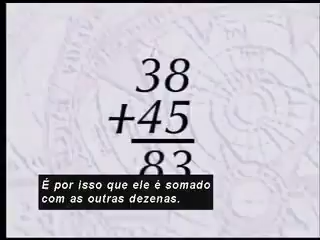 38
+45
83
É por isso que ele é somado
com as outras dezenas.